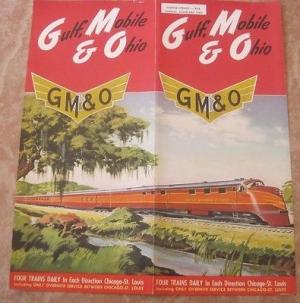 Gulf, Mobile
& Ohio
GM&O
FOUR TRAINS DAILY In Each Direction Chicago-St. Louis
Including ONLY OVERNITE SERVICE BETWEEN CHICAGO-ST. LOUIS
Gulf, Mobile
& Ohio
GM&O
FOUR TRAINS DAILY In Each Direction Chicago-St. Louis
Including ONLY OVERNITE SERVICE BETWEEN CHICAGO-ST. LOUIS